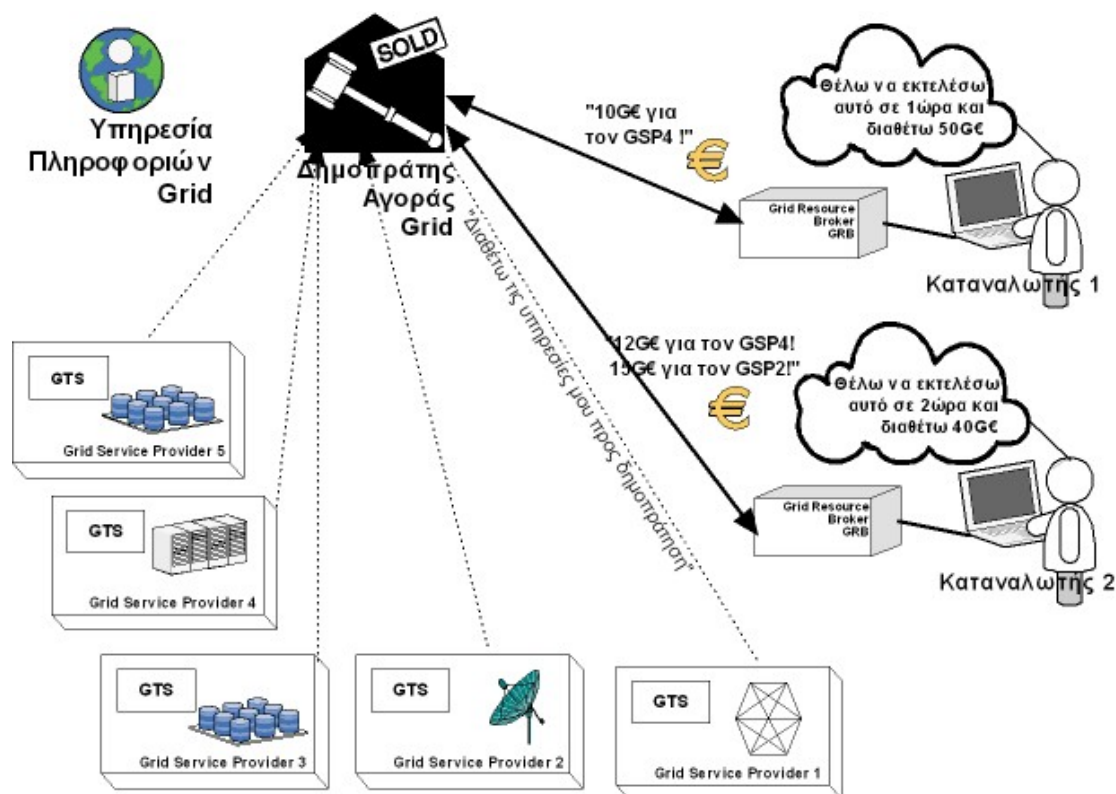 SOLD
Υπηρεσία
Πληροφοριών
Grid
Δημοπράτης
Αγοράς
Grid
"10G€ για
τον GSP4 !"
€
Θέλω να εκτελέσω
αυτό σε 1ώρα και
διαθέτω 50G€
Grid Resource
Broker
GRB
Καταναλωτής 1
"Διαθέτω τις υπηρεσίες μου προς δημοπράτηση"
"12G€ για τον GSP4!
15G€ για τον GSP2!"
€
Θέλω να εκτελέσω
αυτό σε 2ώρα και
διαθέτω 40G€
Grid Resource
Broker
GRB
Καταναλωτής 2
GTS
Grid Service Provider 5
GTS
Grid Service Provider 4
GTS
Grid Service Provider 3
GTS
Grid Service Provider 2
GTS
Grid Service Provider 1